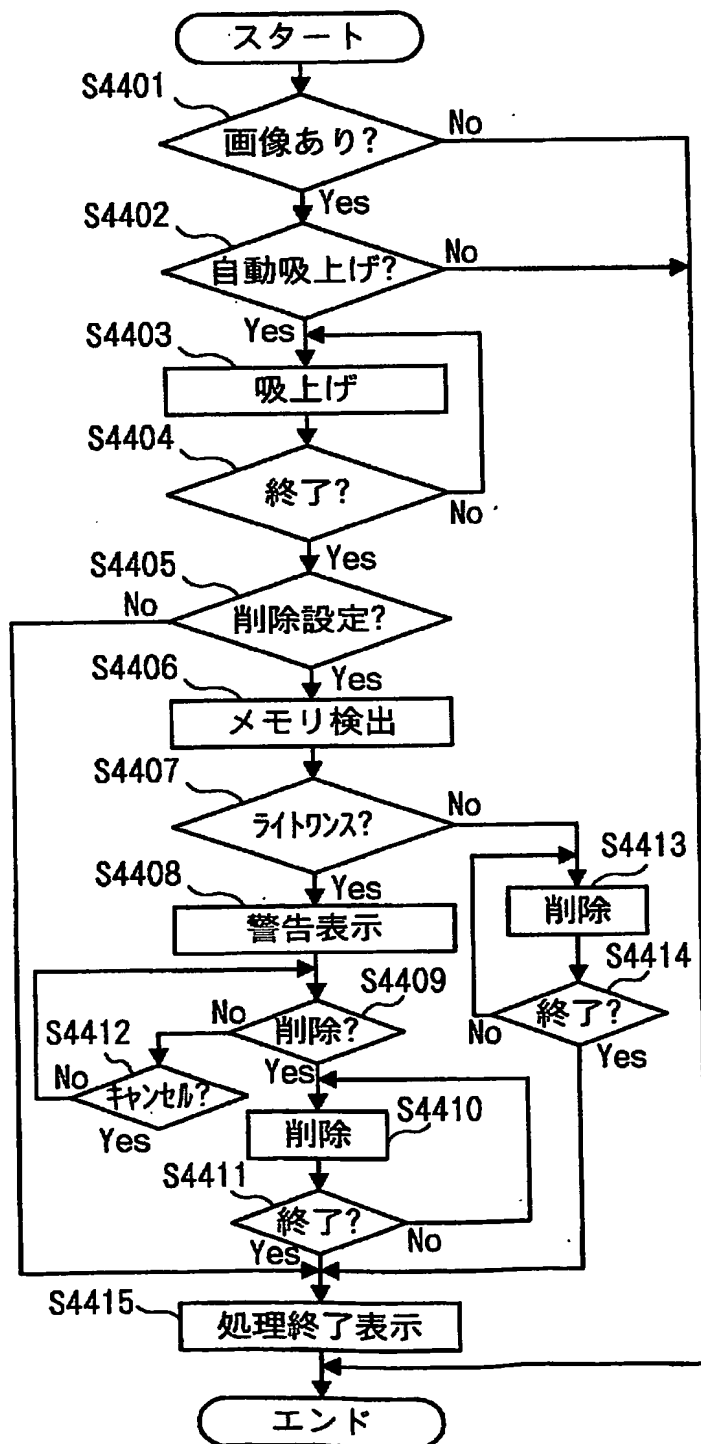 スタート
S4401
画像あり?
No
Yes
S4402
自動吸上げ?
No
Yes
S4403
吸上げ
S4404
終了?
No
Yes
S4405
No
削除設定?
Yes
S4406
メモリ検出
S4407
ライトワンス?
No
Yes
S4413
削除
S4408
警告表示
S4414
終了?
No
Yes
S4409
No
削除?
Yes
S4412
No
キャンセル?
Yes
S4410
削除
S4411
終了?
Yes
No
S4415
処理終了表示
エンド